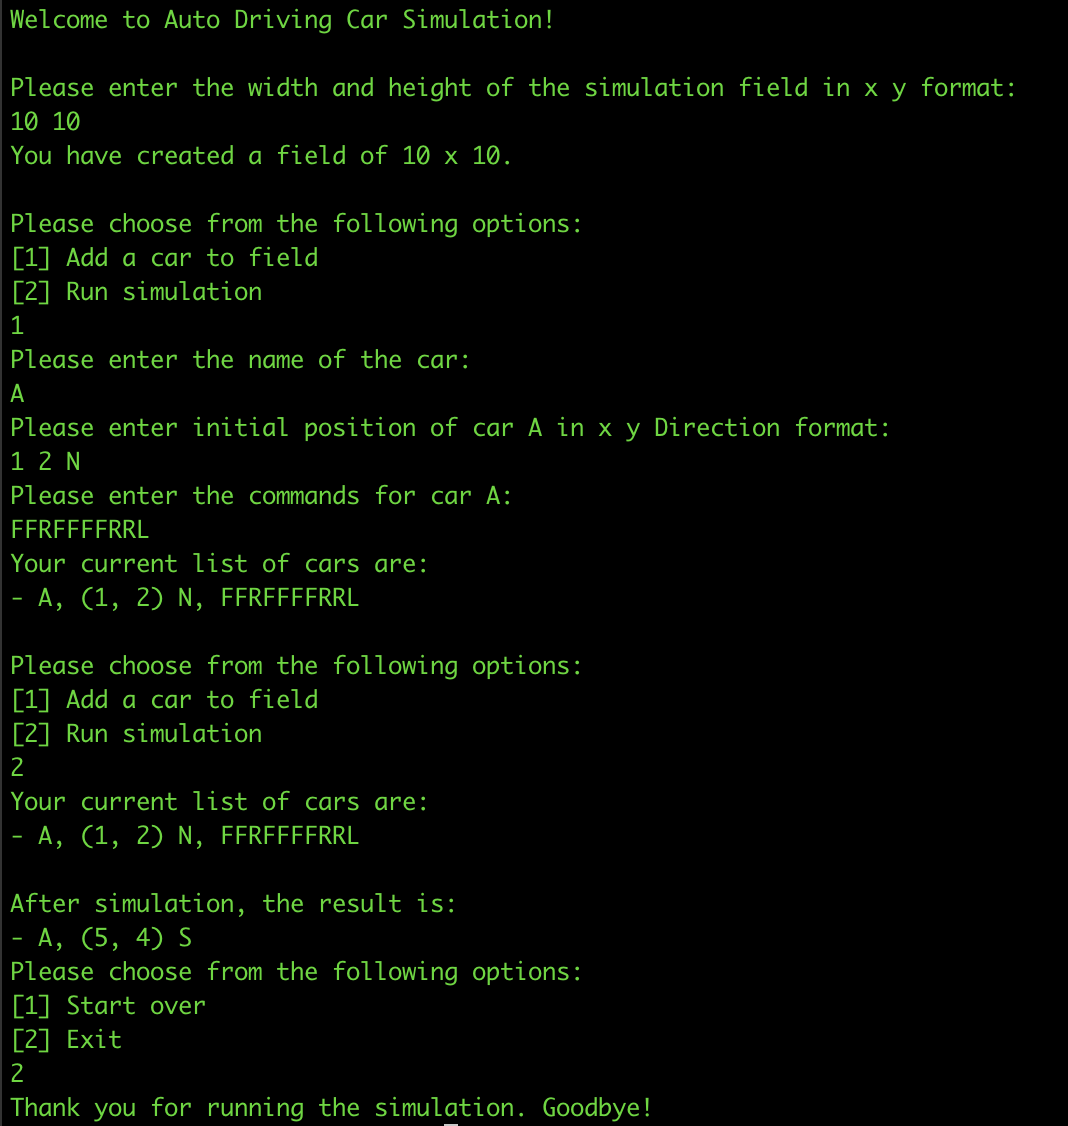 Welcome to Auto Driving Car Simulation!
Please enter the width and height of the simulation field in x y format:
10 10
You have created a field of 10 x 10.
Please choose from the following options:
[1] Add a car to field
[2] Run simulation
1
Please enter the name of the car:
A
Please enter initial position of car A in x y Direction format:
1 2 N
Please enter the commands for car A:
FFRFFFFRRL
Your current list of cars are:
- A, (1, 2) N, FFRFFFFRRL
Please choose from the following options:
[1] Add a car to field
[2] Run simulation
2
Your current list of cars are:
- A, (1, 2) N, FFRFFFFRRL
After simulation, the result is:
- A, (5, 4) S
Please choose from the following options:
[1] Start over
[2] Exit
2
Thank you for running the simulation. Goodbye!